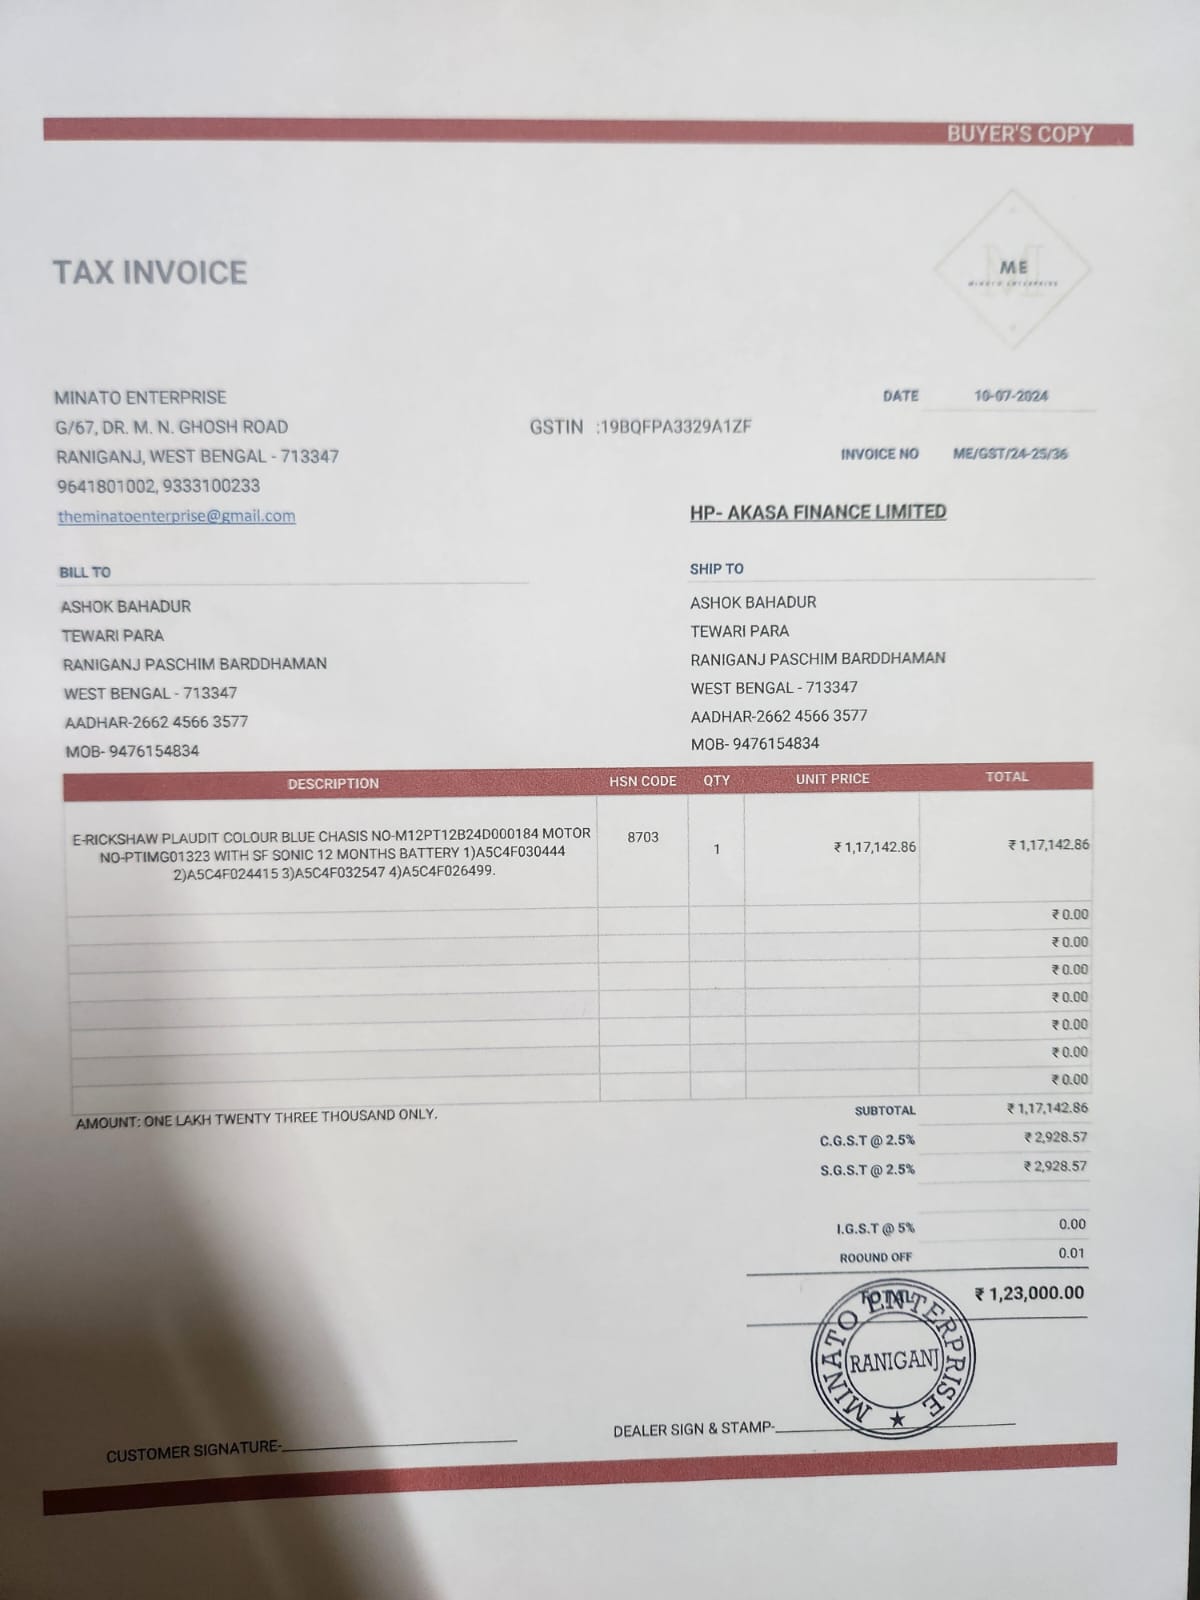 BUYER'S COPY
TAX INVOICE
ME
MINATO ENTERPRISE
MINATO ENTERPRISE
G/67, DR. M. N. GHOSH ROAD
RANIGANJ, WEST BENGAL - 713347
9641801002, 9333100233
theminatoenterprise@gmail.com
GSTIN :19BQFPA3329A1ZF
DATE 10-07-2024
INVOICE NO ME/GST/24-25/36
HP- AKASA FINANCE LIMITED
BILL TO
ASHOK BAHADUR
TEWARI PARA
RANIGANJ PASCHIM BARDDHAMAN
WEST BENGAL - 713347
AADHAR-2662 4566 3577
MOB- 9476154834
SHIP TO
ASHOK BAHADUR
TEWARI PARA
RANIGANJ PASCHIM BARDDHAMAN
WEST BENGAL - 713347
AADHAR-2662 4566 3577
MOB- 9476154834
DESCRIPTION HSN CODE QTY UNIT PRICE TOTAL
E-RICKSHAW PLAUDIT COLOUR BLUE CHASIS NO-M12PT12B24D000184 MOTOR
NO-PTIMG01323 WITH SF SONIC 12 MONTHS BATTERY 1)A5C4F030444
2)A5C4F024415 3)A5C4F032547 4)A5C4F026499.
8703 1 ₹ 1,17,142.86 ₹ 1,17,142.86
₹ 0.00
₹ 0.00
₹ 0.00
₹ 0.00
₹ 0.00
₹ 0.00
₹ 0.00
AMOUNT: ONE LAKH TWENTY THREE THOUSAND ONLY.
SUBTOTAL ₹ 1,17,142.86
C.G.S.T @ 2.5% ₹ 2,928.57
S.G.S.T @ 2.5% ₹ 2,928.57
I.G.S.T @ 5% 0.00
ROOUND OFF 0.01
TOTAL ₹ 1,23,000.00
MINATO ENTERPRISE
RANIGANJ
CUSTOMER SIGNATURE-
DEALER SIGN & STAMP-